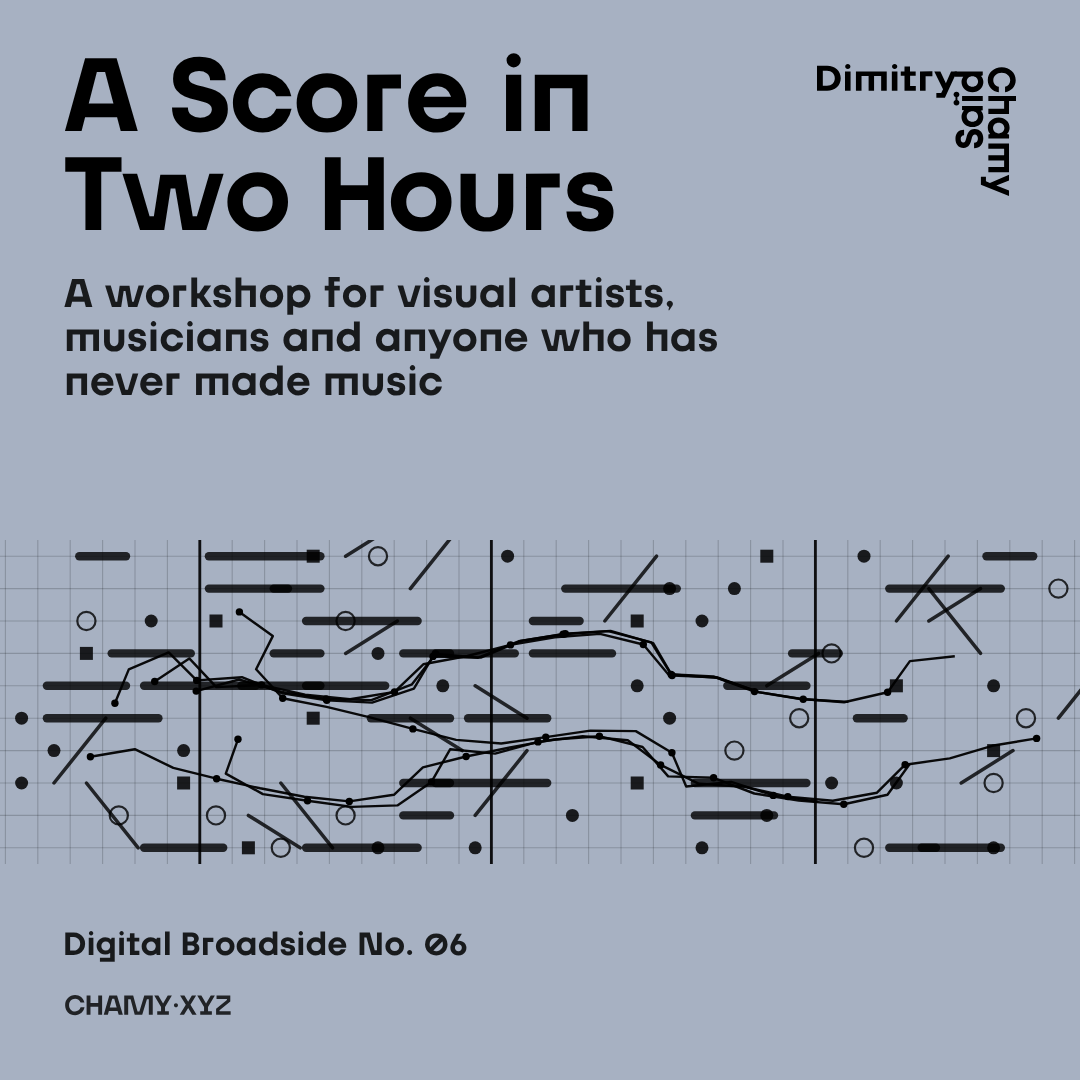 A Score in
Two Hours
Dimitry
Saïd
Chamy
A workshop for visual artists,
musicians and anyone who has
never made music
Digital Broadside No. 06
CHAMY·XYZ